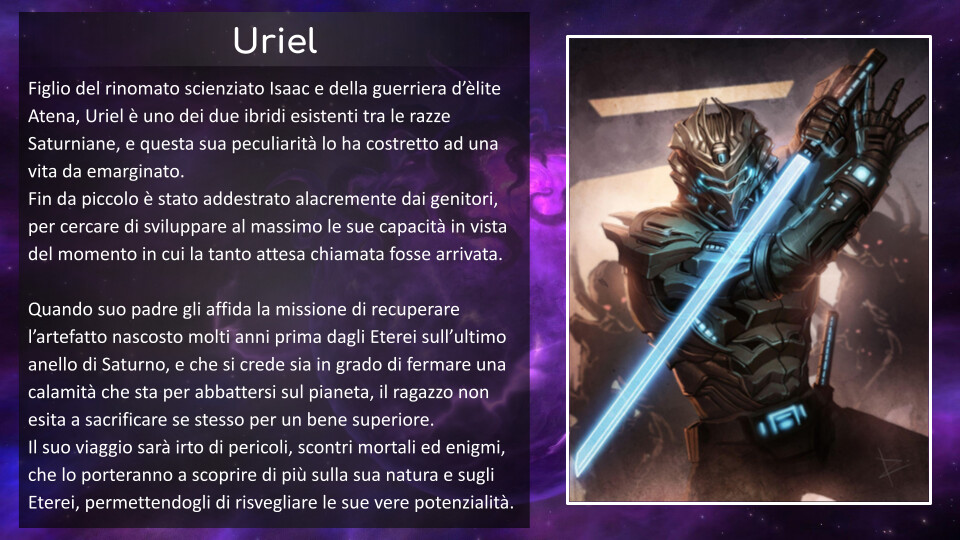 Uriel
Figlio del rinomato scienziato Isaac e della guerriera d'èlite
Atena, Uriel è uno dei due ibridi esistenti tra le razze
Saturniane, e questa sua peculiarità lo ha costretto ad una
vita da emarginato.
Fin da piccolo è stato addestrato alacremente dai genitori,
per cercare di sviluppare al massimo le sue capacità in vista
del momento in cui la tanto attesa chiamata fosse arrivata.
Quando suo padre gli affida la missione di recuperare
l'artefatto nascosto molti anni prima dagli Eterei sull'ultimo
anello di Saturno, e che si crede sia in grado di fermare una
calamità che sta per abbattersi sul pianeta, il ragazzo non
esita a sacrificare se stesso per un bene superiore.
Il suo viaggio sarà irto di pericoli, scontri mortali ed enigmi,
che lo porteranno a scoprire di più sulla sua natura e sugli
Eterei, permettendogli di risvegliare le sue vere potenzialità.